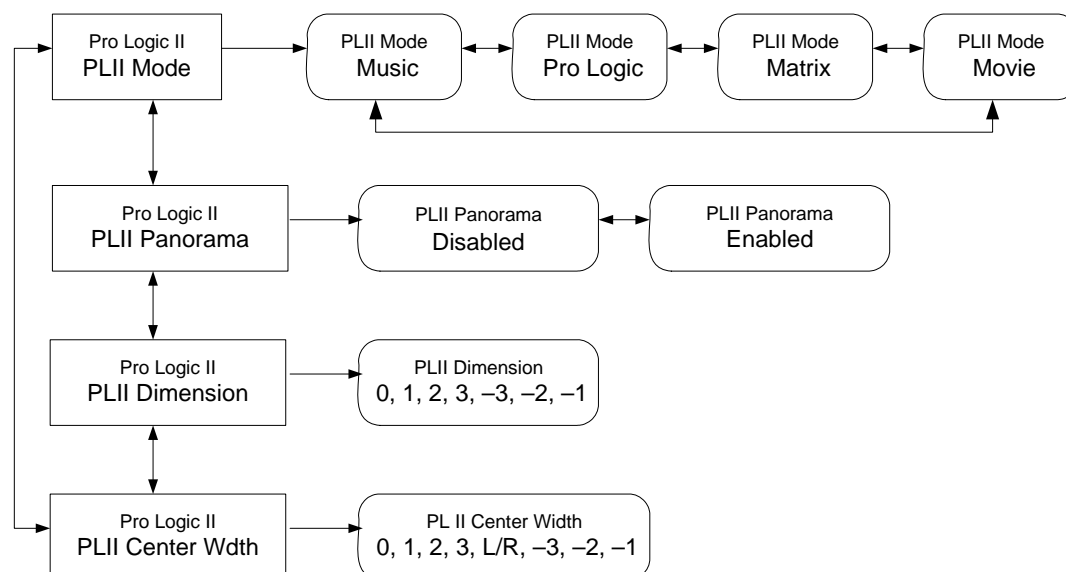 Pro Logic II
PLII Mode
PLII Mode
Music
PLII Mode
Pro Logic
PLII Mode
Matrix
PLII Mode
Movie
Pro Logic II
PLII Panorama
PLII Panorama
Disabled
PLII Panorama
Enabled
Pro Logic II
PLII Dimension
PLII Dimension
0, 1, 2, 3, –3, –2, –1
Pro Logic II
PLII Center Wdth
PL II Center Width
0, 1, 2, 3, L/R, –3, –2, –1